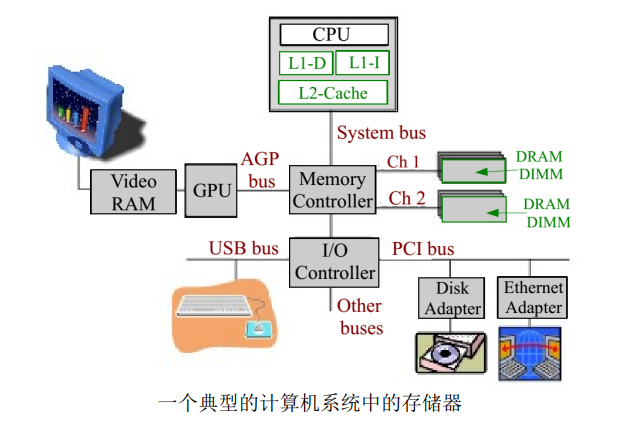 CPU
L1-D
L1-I
L2-Cache
System bus
Ch 1
DRAM
DIMM
AGP
bus
Video
RAM
GPU
Memory
Controller
Ch 2
DRAM
DIMM
USB bus
I/O
Controller
PCI bus
Other
buses
Disk
Adapter
Ethernet
Adapter
一个典型的计算机系统中的存储器